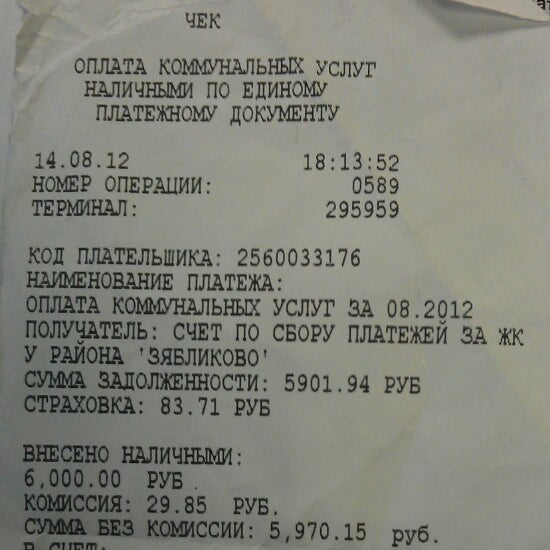 ЧЕК
ОПЛАТА КОММУНАЛЬНЫХ УСЛУГ
НАЛИЧНЫМИ ПО ЕДИНОМУ
ПЛАТЕЖНОМУ ДОКУМЕНТУ
14.08.12 18:13:52
НОМЕР ОПЕРАЦИИ: 0589
ТЕРМИНАЛ: 295959
КОД ПЛАТЕЛЬШИКА: 2560033176
НАИМЕНОВАНИЕ ПЛАТЕЖА:
ОПЛАТА КОММУНАЛЬНЫХ УСЛУГ ЗА 08.2012
ПОЛУЧАТЕЛЬ: СЧЕТ ПО СБОРУ ПЛАТЕЖЕЙ ЗА ЖК
У РАЙОНА 'ЗЯБЛИКОВО'
СУММА ЗАДОЛЖЕННОСТИ: 5901.94 РУБ
СТРАХОВКА: 83.71 РУБ
ВНЕСЕНО НАЛИЧНЫМИ:
6,000.00 РУБ .
КОМИССИЯ: 29.85 РУБ.
СУММА БЕЗ КОМИССИИ: 5,970.15 руб.
В СЧЕТ: